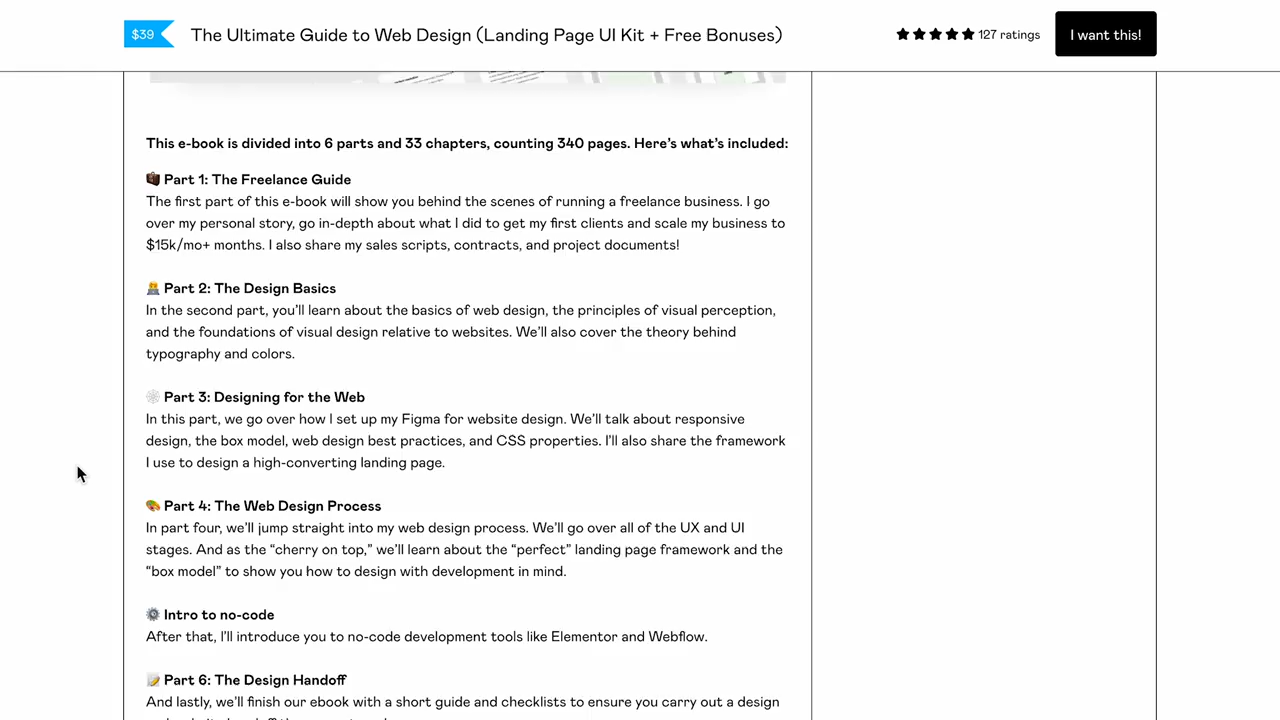 $39
The Ultimate Guide to Web Design (Landing Page UI Kit + Free Bonuses)
127 ratings
I want this!
This e-book is divided into 6 parts and 33 chapters, counting 340 pages. Here’s what’s included:
Part 1: The Freelance Guide
The first part of this e-book will show you behind the scenes of running a freelance business. I go
over my personal story, go in-depth about what I did to get my first clients and scale my business to
$15k/mo+ months. I also share my sales scripts, contracts, and project documents!
Part 2: The Design Basics
In the second part, you’ll learn about the basics of web design, the principles of visual perception,
and the foundations of visual design relative to websites. We’ll also cover the theory behind
typography and colors.
Part 3: Designing for the Web
In this part, we go over how I set up my Figma for website design. We’ll talk about responsive
design, the box model, web design best practices, and CSS properties. I’ll also share the framework
I use to design a high-converting landing page.
Part 4: The Web Design Process
In part four, we’ll jump straight into my web design process. We’ll go over all of the UX and UI
stages. And as the “cherry on top,” we’ll learn about the “perfect” landing page framework and the
“box model” to show you how to design with development in mind.
Intro to no-code
After that, I’ll introduce you to no-code development tools like Elementor and Webflow.
Part 6: The Design Handoff
And lastly, we’ll finish our ebook with a short guide and checklists to ensure you carry out a design